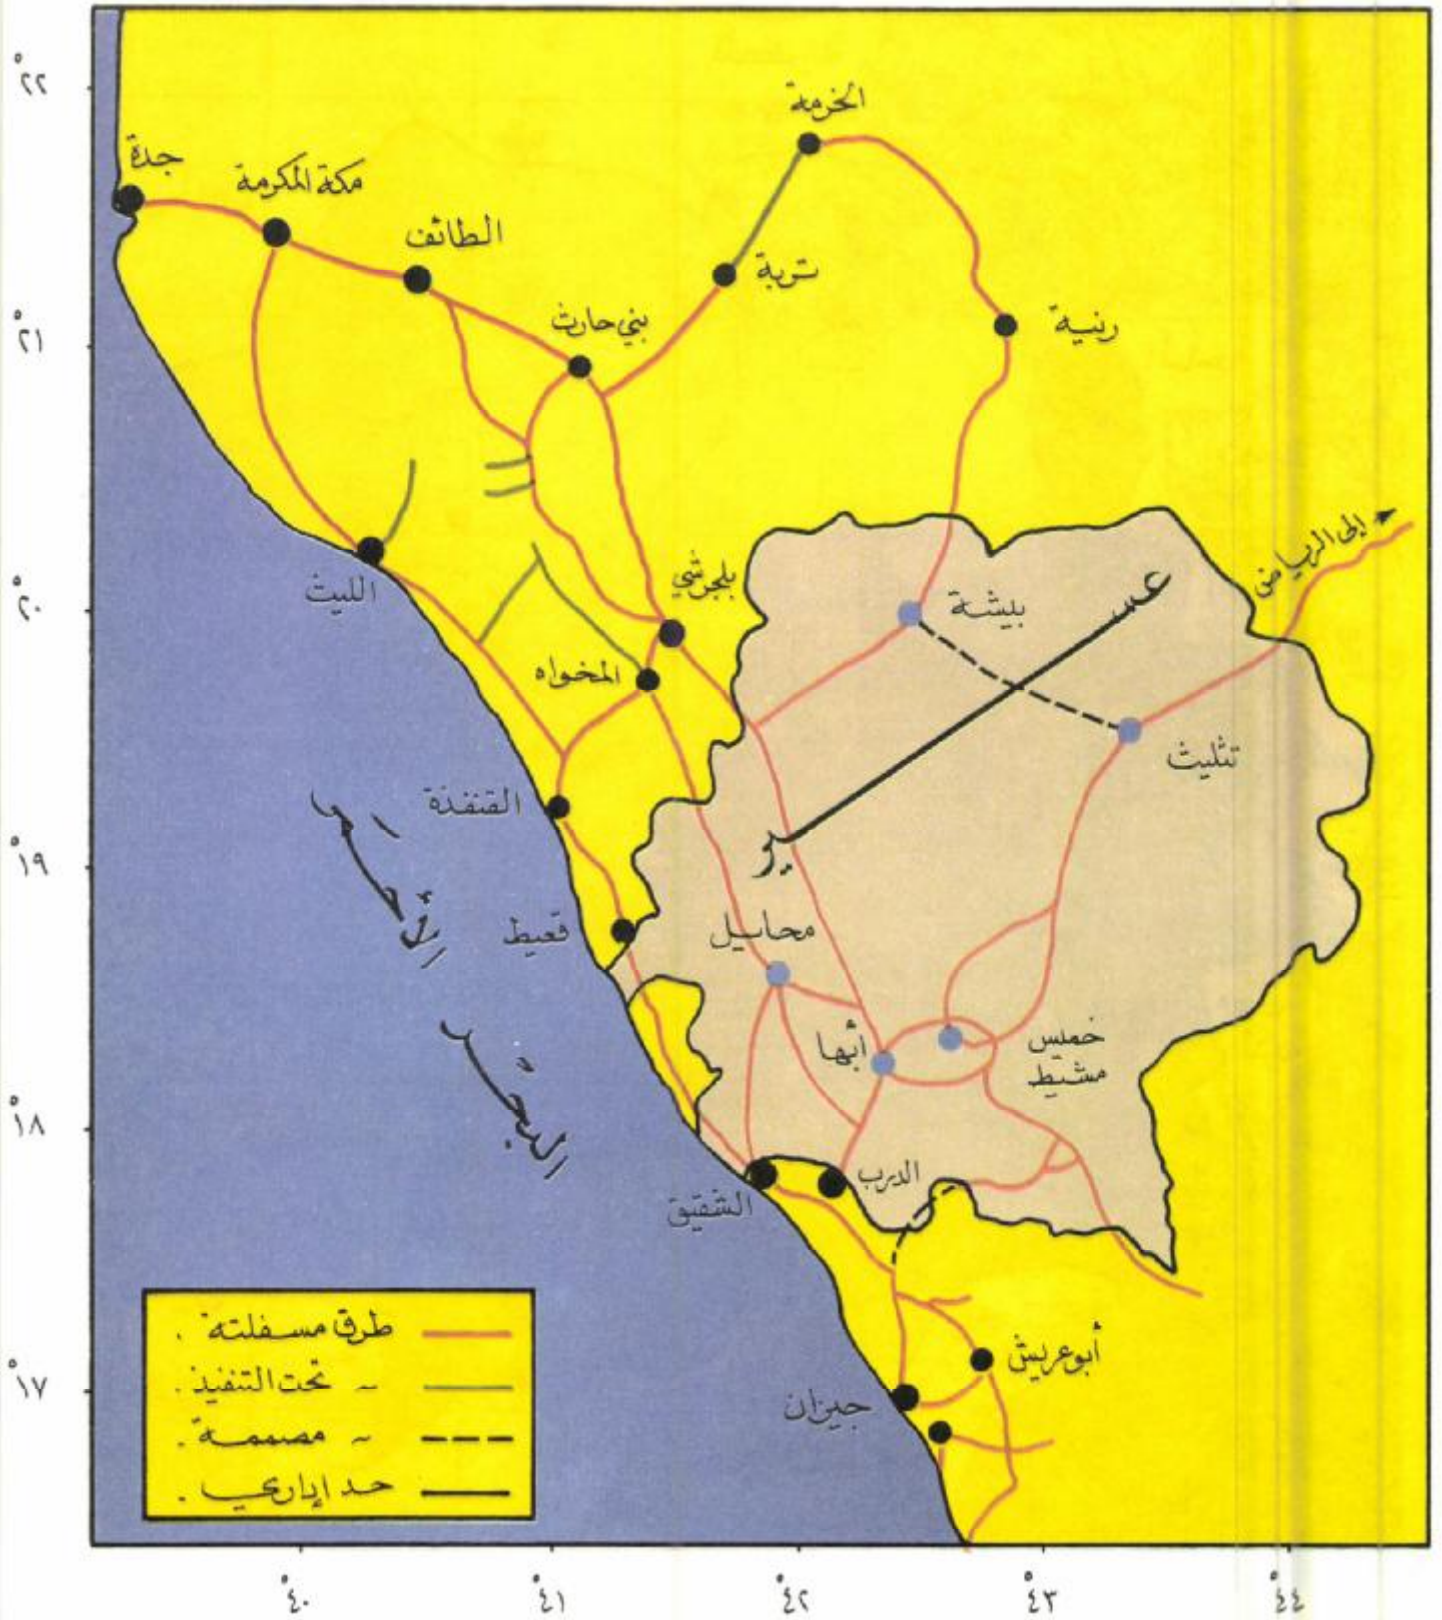 °٢٢
الخرمة
جدة
مكة المكرمة
الطائف
تربة
بني حارث
رنية
°٢١
إلى الرياض
بلجرشي
بيشة
عسير
الليث
°٢٠
المخواه
تثليث
القنفذة
°١٩
محايل
قعيط
البحر الأحمر
أبها
خميس
مشيط
°١٨
الدرب
الشقيق
أبوعريش
جيزان
°١٧
طرق مسفلتة .
~ تحت التنفيذ .
~ مصممة .
حد إداري .
°٤٠
°٤١
°٤٢
°٤٣
°٤٤